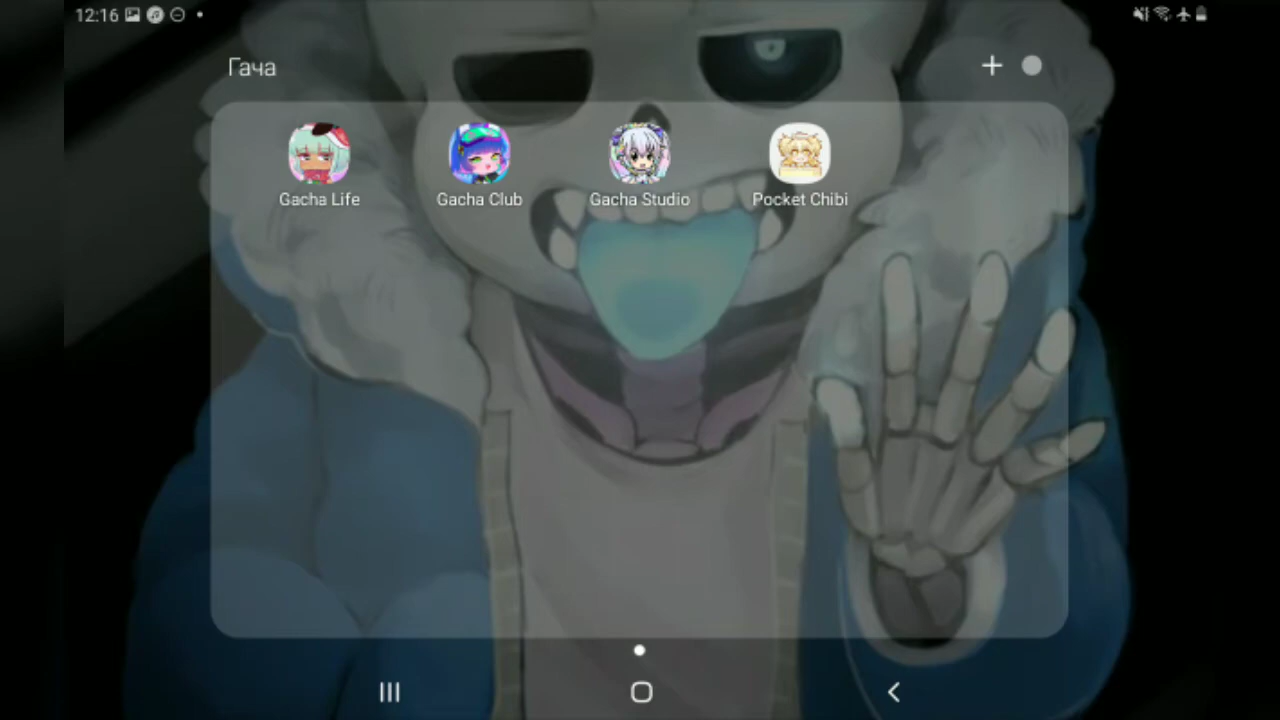 12:16
Гача
Gacha Life
Gacha Club
Gacha Studio
Pocket Chibi